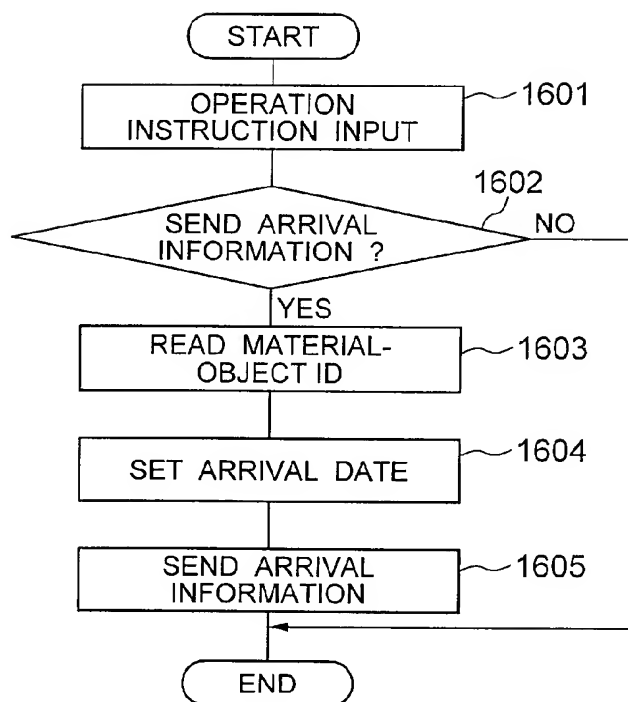 START
OPERATION
INSTRUCTION INPUT
1601
1602
SEND ARRIVAL
INFORMATION ?
NO
YES
READ MATERIAL-
OBJECT ID
1603
SET ARRIVAL DATE
1604
SEND ARRIVAL
INFORMATION
1605
END